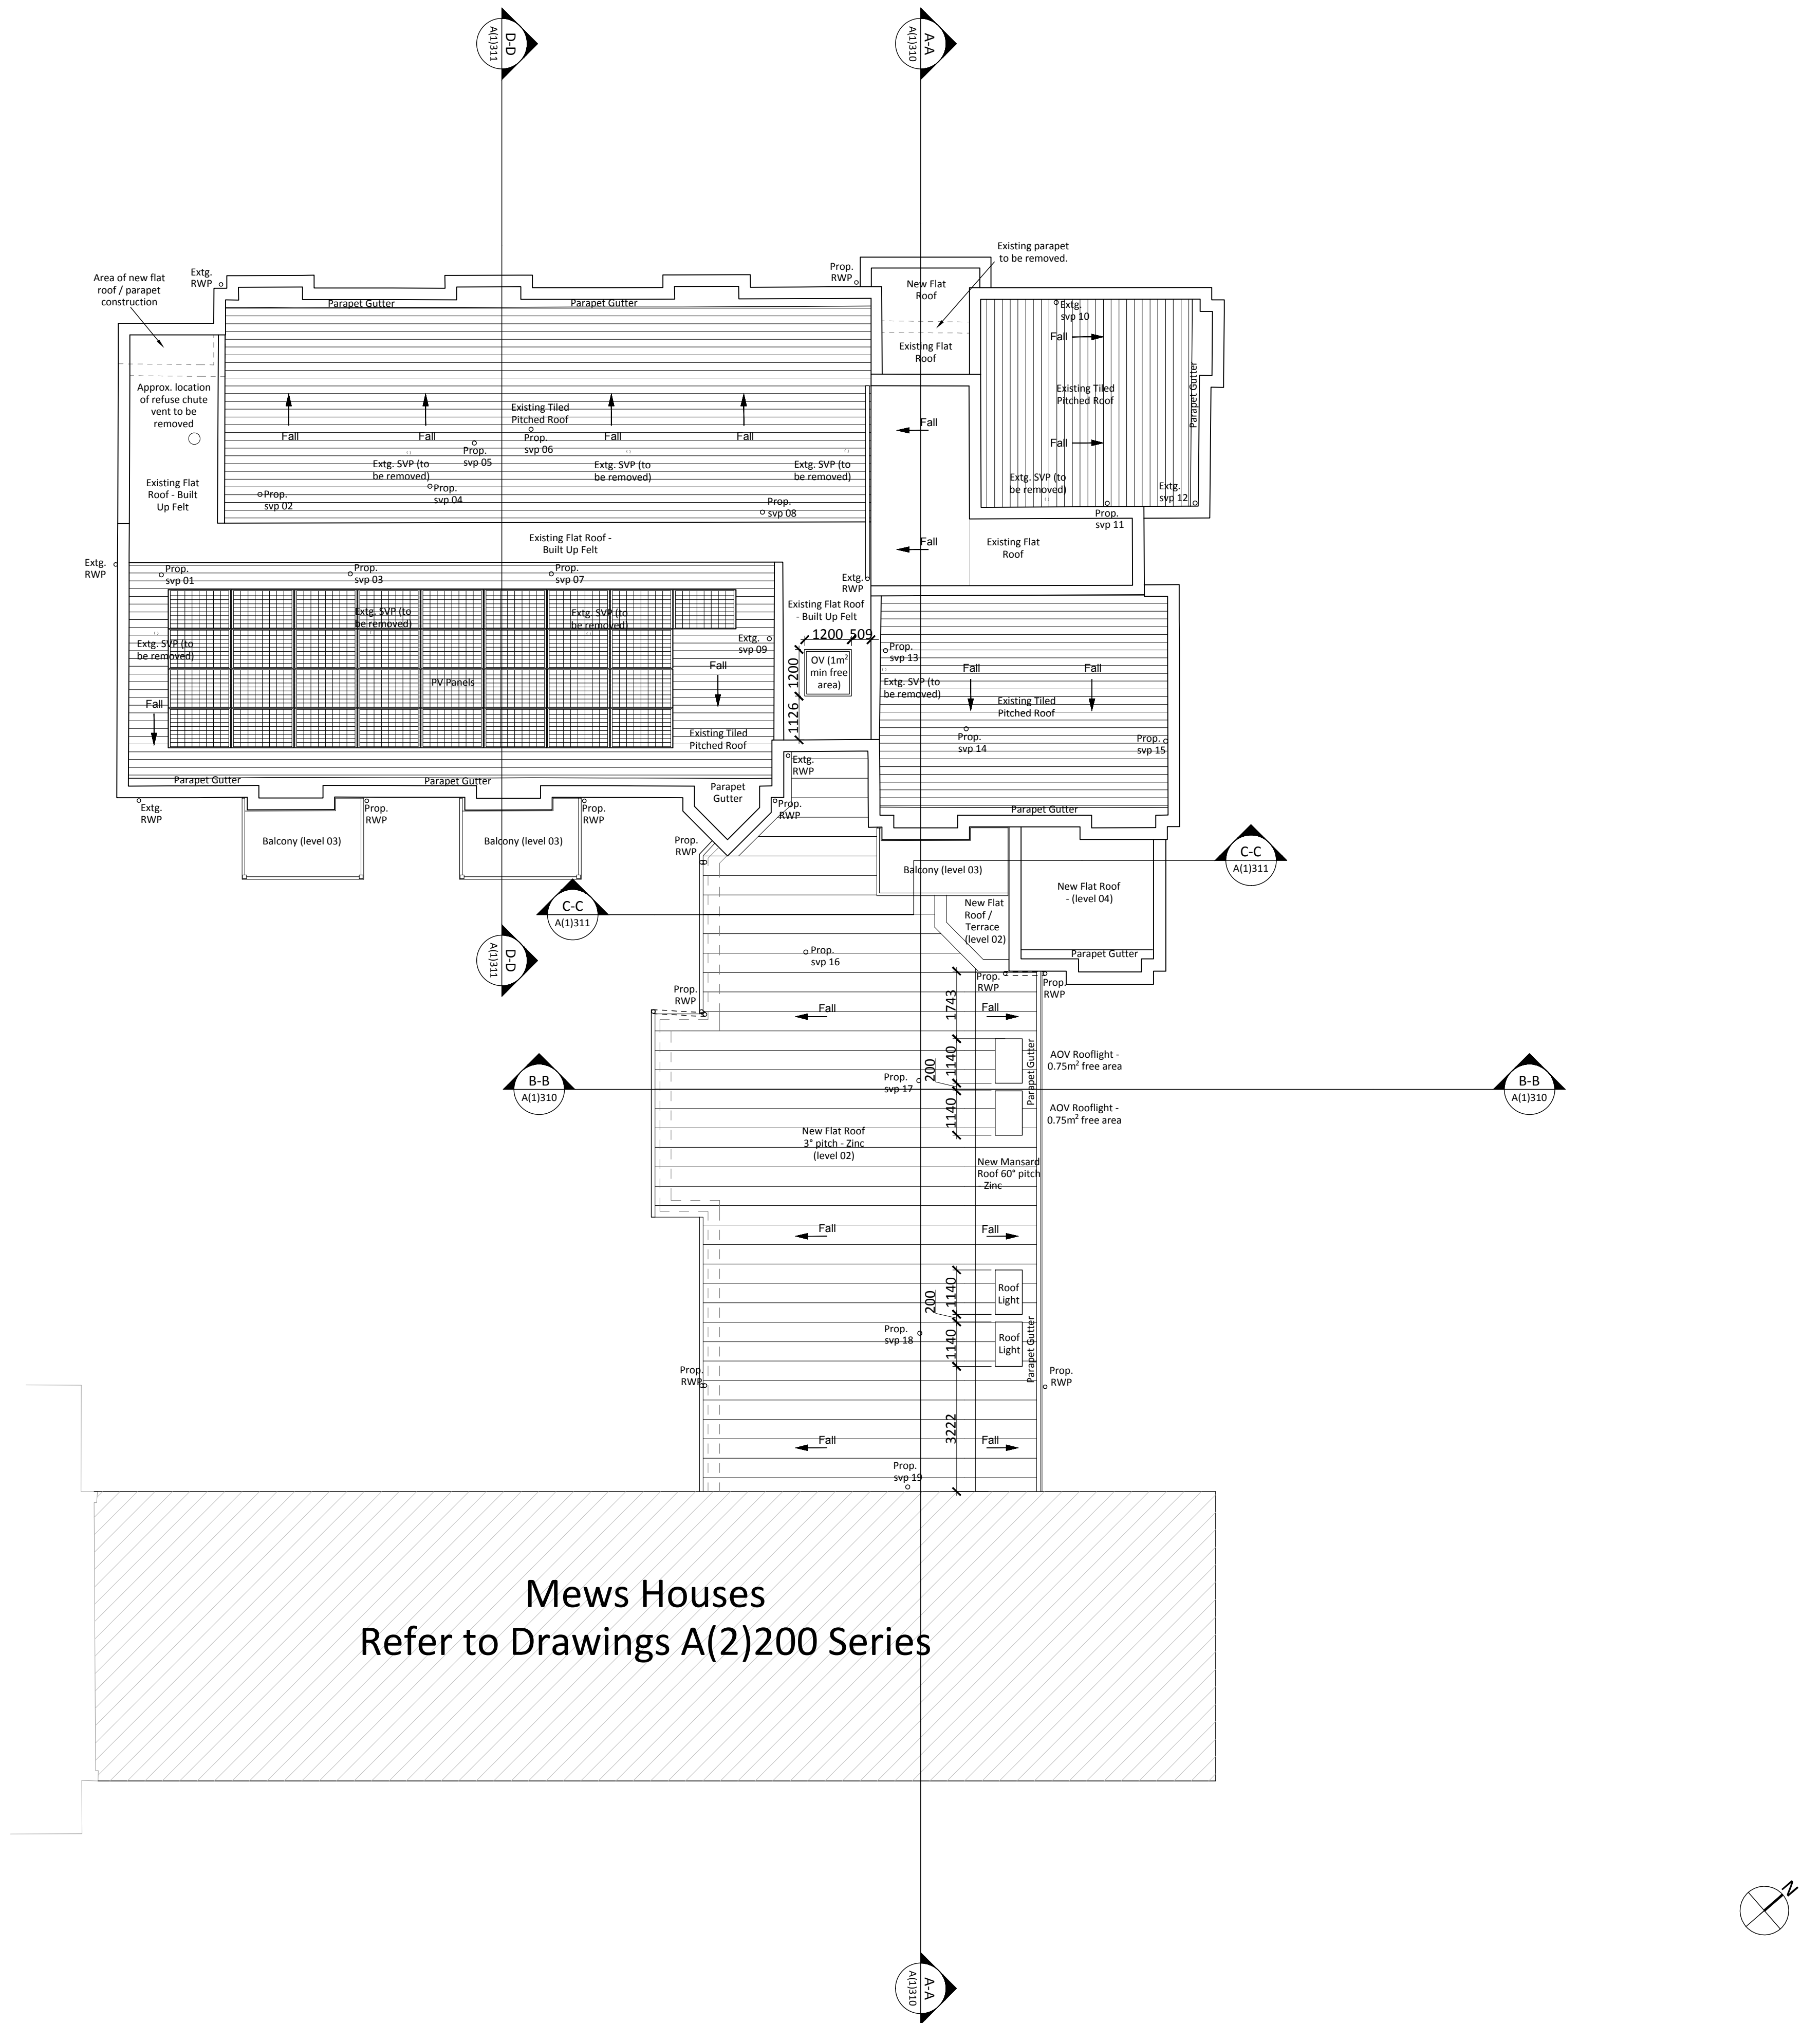 D-D
A(1)311
A-A
A(1)310
Existing parapet
to be removed.
Area of new flat
roof / parapet
construction
Extg.
RWP
Prop.
RWP
New Flat
Roof
Parapet Gutter
Parapet Gutter
Extg.
svp 10
Fall
Existing Flat
Roof
Parapet Gutter
Approx. location
of refuse chute
vent to be
removed
Existing Tiled
Pitched Roof
Existing Tiled
Pitched Roof
Fall
Fall
Fall
Fall
Fall
Fall
Prop.
svp 06
Prop.
svp 05
Extg. SVP (to
be removed)
Extg. SVP (to
be removed)
Extg. SVP (to
be removed)
Extg. SVP (to
be removed)
Existing Flat
Roof - Built
Up Felt
Prop.
svp 02
Prop.
svp 04
Prop.
svp 08
Extg.
svp 12
Prop.
svp 11
Existing Flat Roof -
Built Up Felt
Fall
Existing Flat
Roof
Extg.
RWP
Prop.
svp 01
Prop.
svp 03
Prop.
svp 07
Extg.
RWP
Existing Flat Roof
- Built Up Felt
Extg. SVP (to
be removed)
Extg. SVP (to
be removed)
Extg. SVP (to
be removed)
Extg.
svp 09
1200
509
1200
1126
OV (1m²
min free
area)
Prop.
svp 13
Extg. SVP (to
be removed)
Fall
Fall
Fall
PV Panels
Fall
Existing Tiled
Pitched Roof
Existing Tiled
Pitched Roof
Prop.
svp 14
Prop.
svp 15
Extg.
RWP
Parapet Gutter
Parapet Gutter
Parapet
Gutter
Extg.
RWP
Prop.
RWP
Prop.
RWP
Prop.
RWP
Parapet Gutter
Balcony (level 03)
Balcony (level 03)
Prop.
RWP
Balcony (level 03)
C-C
A(1)311
New Flat Roof
- (level 04)
C-C
A(1)311
New Flat
Roof /
Terrace
(level 02)
D-D
A(1)311
Prop.
svp 16
Parapet Gutter
Prop.
RWP
Prop.
RWP
Prop.
RWP
1743
Fall
Fall
1140
200
1140
Parapet Gutter
AOV Rooflight -
0.75m² free area
B-B
A(1)310
Prop.
svp 17
B-B
A(1)310
AOV Rooflight -
0.75m² free area
New Flat Roof
3° pitch - Zinc
(level 02)
New Mansard
Roof 60° pitch
- Zinc
Fall
Fall
1140
200
1140
Roof
Light
Prop.
svp 18
Roof
Light
Parapet Gutter
Prop.
RWP
Prop.
RWP
3222
Fall
Fall
Prop.
svp 19
Mews Houses
Refer to Drawings A(2)200 Series
N
A-A
A(1)310